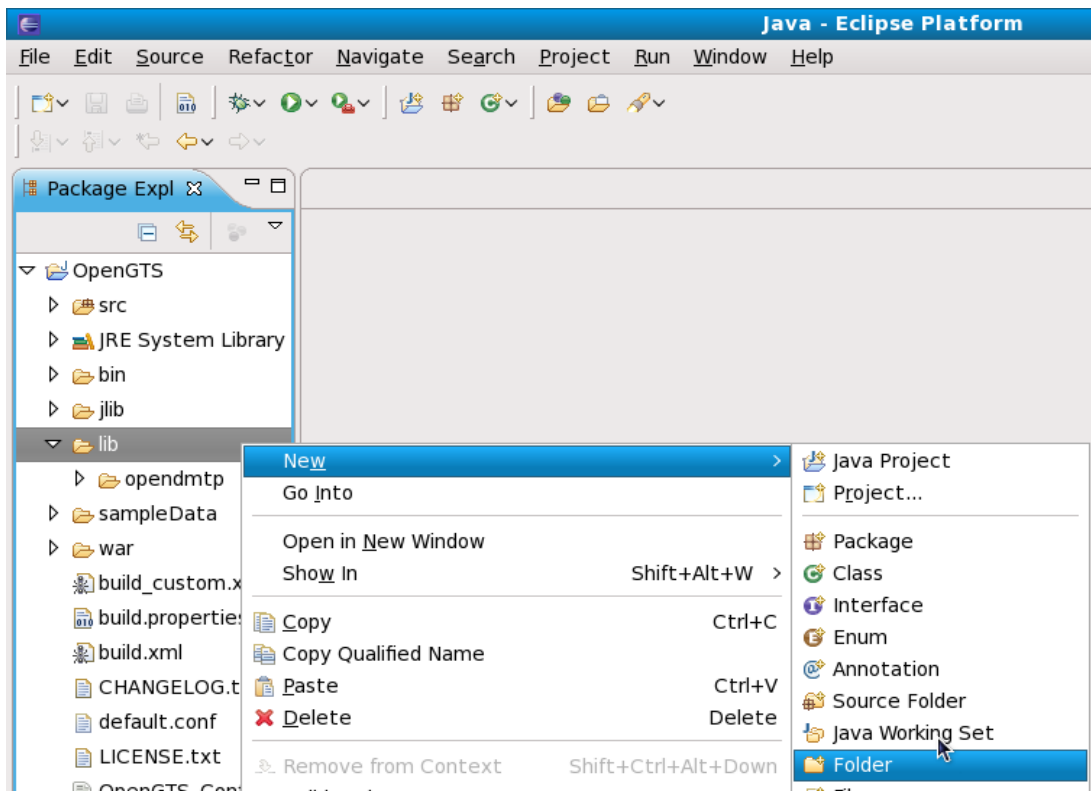 Java - Eclipse Platform
File Edit Source Refactor Navigate Search Project Run Window Help
Package Expl
OpenGTS
src
JRE System Library
bin
jlib
lib
opendmtp
sampleData
war
build_custom.x
build.properties
build.xml
CHANGELOG.t
default.conf
LICENSE.txt
New
Go Into
Open in New Window
Show In Shift+Alt+W
Copy Ctrl+C
Copy Qualified Name
Paste Ctrl+V
Delete Delete
Remove from Context Shift+Ctrl+Alt+Down
Java Project
Project...
Package
Class
Interface
Enum
Annotation
Source Folder
Java Working Set
Folder